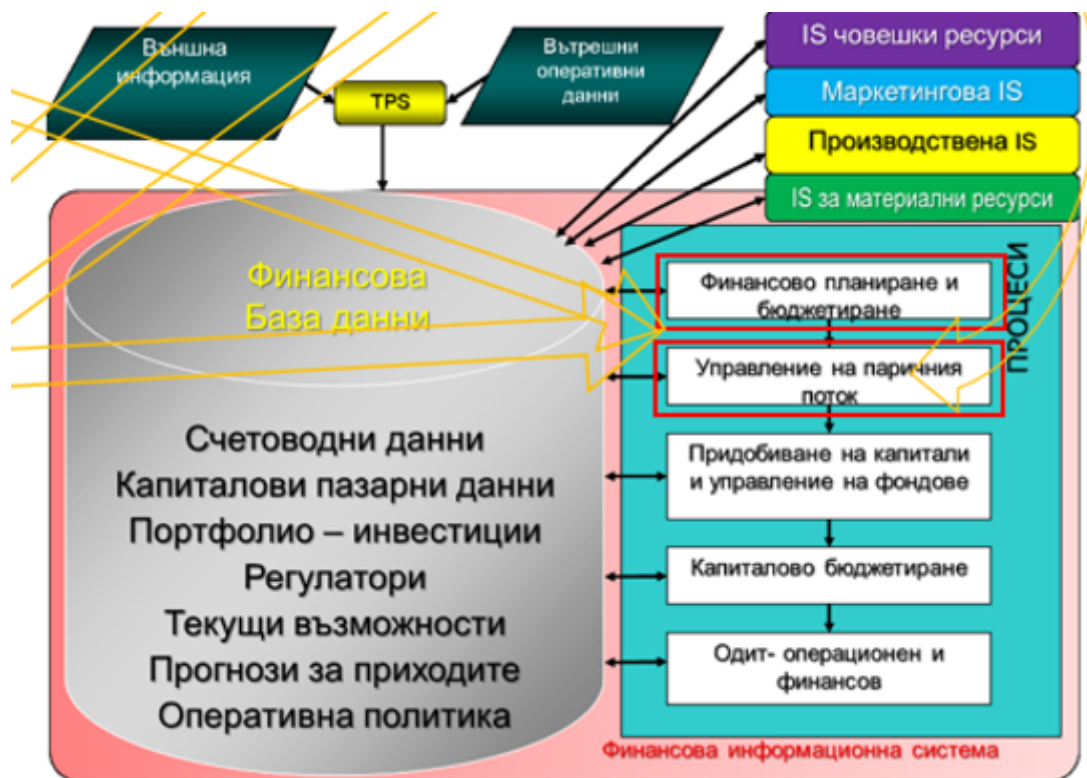 Външна
информация
TPS
Вътрешни
оперативни
данни
IS човешки ресурси
Маркетингова IS
Производствена IS
IS за материални ресурси
Финансова
База данни
Счетоводни данни
Капиталови пазарни данни
Портфолио – инвестиции
Регулатори
Текущи възможности
Прогнози за приходите
Оперативна политика
ПРОЦЕСИ
Финансово планиране и
бюджетиране
Управление на паричния
поток
Придобиване на капитали
и управление на фондове
Капиталово бюджетиране
Одит- операционен и
финансов
Финансова информационна система